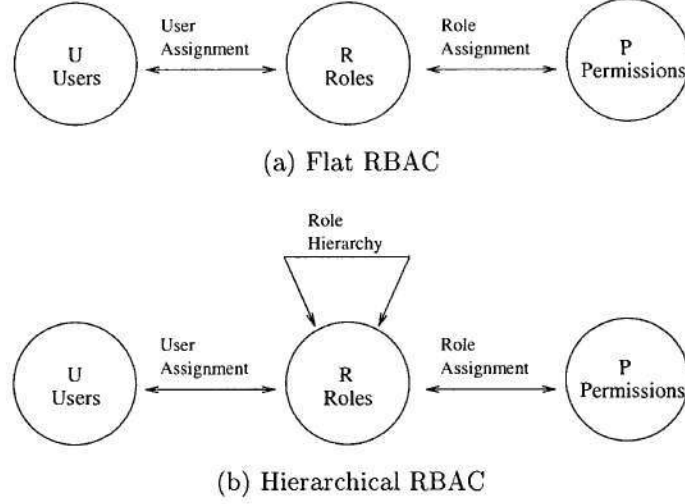 User
Assignment
Role
Assignment
U
Users
R
Roles
P
Permissions
(a) Flat RBAC
Role
Hierarchy
User
Assignment
Role
Assignment
U
Users
R
Roles
P
Permissions
(b) Hierarchical RBAC